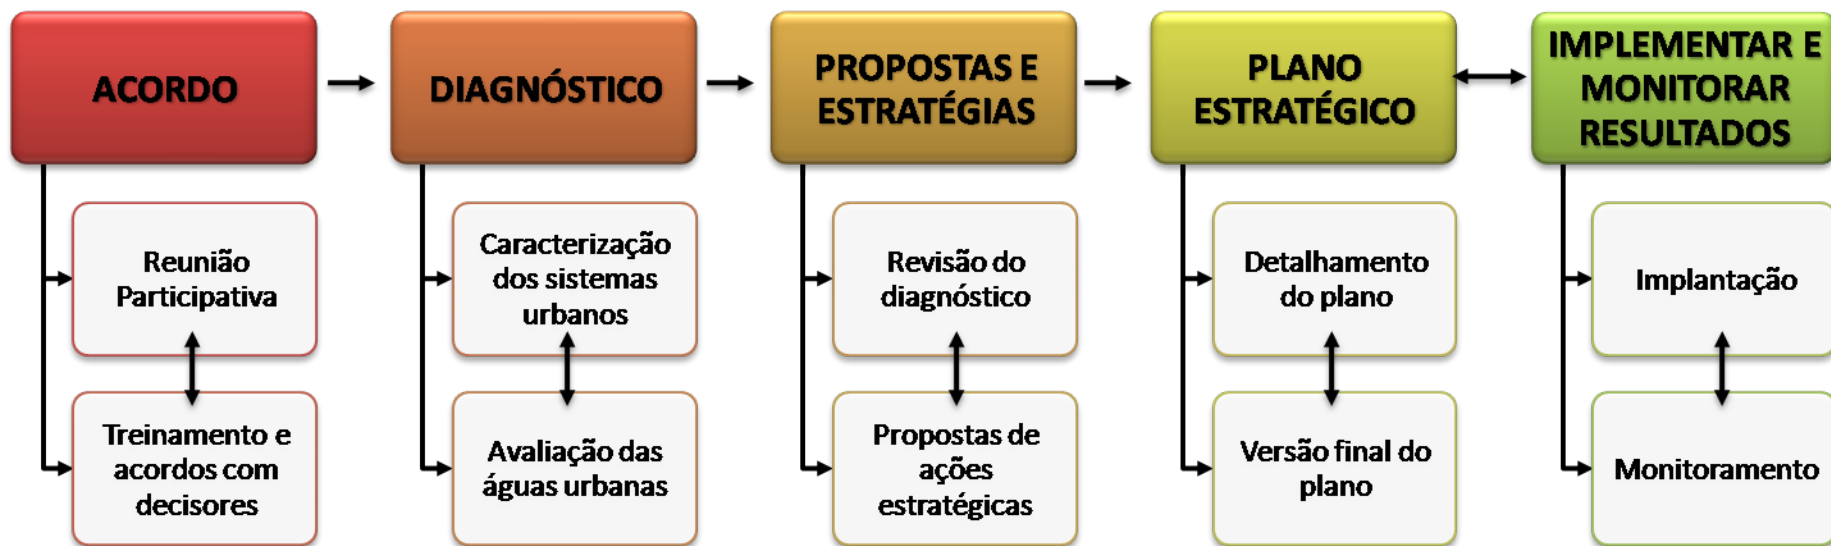 ACORDO
DIAGNÓSTICO
PROPOSTAS E
ESTRATÉGIAS
PLANO
ESTRATÉGICO
IMPLEMENTAR E
MONITORAR
RESULTADOS
Reunião
Participativa
Treinamento e
acordos com
decisores
Caracterização
dos sistemas
urbanos
Avaliação das
águas urbanas
Revisão do
diagnóstico
Propostas de
ações
estratégicas
Detalhamento
do plano
Versão final do
plano
Implantação
Monitoramento